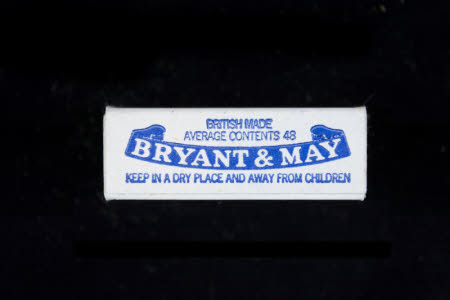 BRITISH MADE
AVERAGE CONTENTS 48
BRYANT & MAY
KEEP IN A DRY PLACE AND AWAY FROM CHILDREN